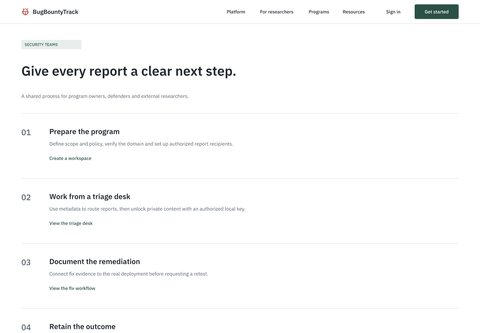 BugBountyTrack
Platform For researchers Programs Resources Sign in Get started
SECURITY TEAMS
Give every report a clear next step.
A shared process for program owners, defenders and external researchers.
01 Prepare the program
Define scope and policy, verify the domain and set up authorized report recipients.
Create a workspace
02 Work from a triage desk
Use metadata to route reports, then unlock private content with an authorized local key.
View the triage desk
03 Document the remediation
Connect fix evidence to the real deployment before requesting a retest.
View the fix workflow
04 Retain the outcome